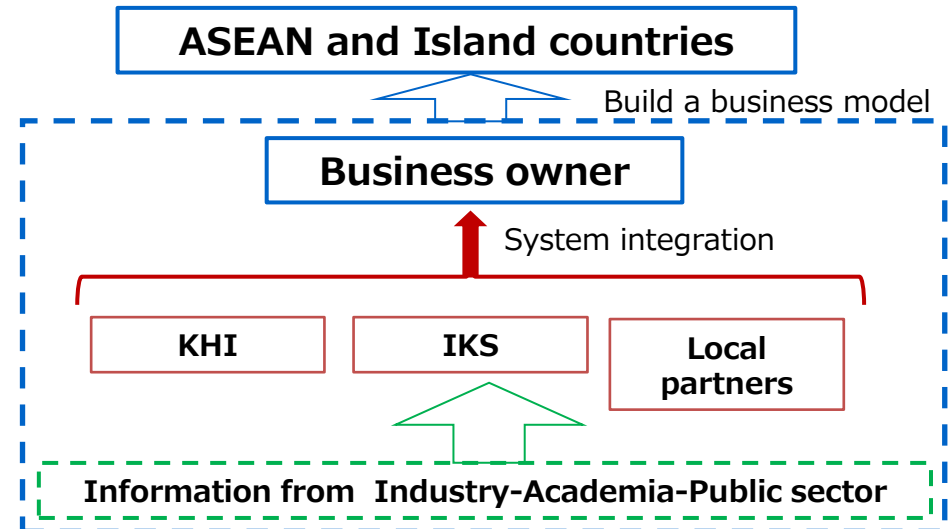 ASEAN and Island countries
Build a business model
Business owner
System integration
KHI
IKS
Local
partners
Information from Industry-Academia-Public sector